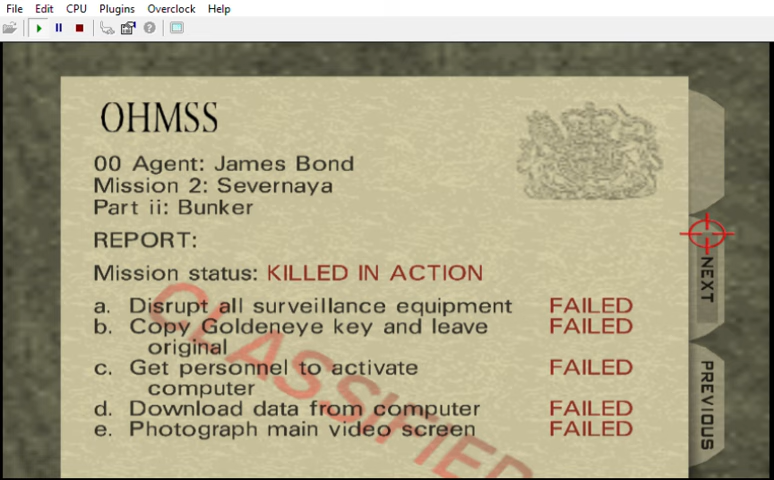 File Edit CPU Plugins Overclock Help
OHMSS
00 Agent: James Bond
Mission 2: Severnaya
Part ii: Bunker
REPORT:
Mission status: KILLED IN ACTION
a. Disrupt all surveillance equipment FAILED
b. Copy Goldeneye key and leave FAILED
original
c. Get personnel to activate FAILED
computer
d. Download data from computer FAILED
e. Photograph main video screen FAILED
CLASSIFIED
NEXT
PREVIOUS